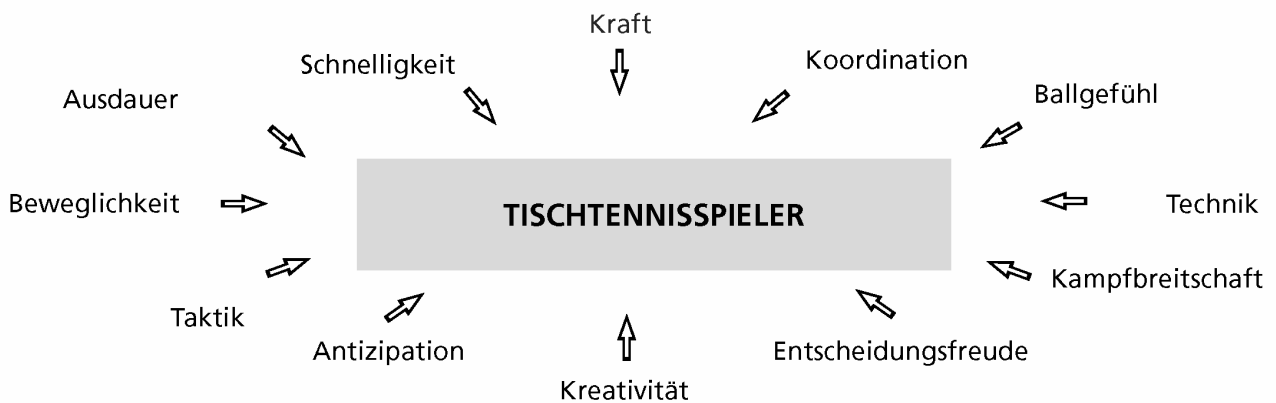 Kraft
Schnelligkeit
Koordination
Ausdauer
Ballgefühl
Beweglichkeit
TISCHTENNISSPIELER
Technik
Taktik
Kampfbreitschaft
Antizipation
Entscheidungsfreude
Kreativität